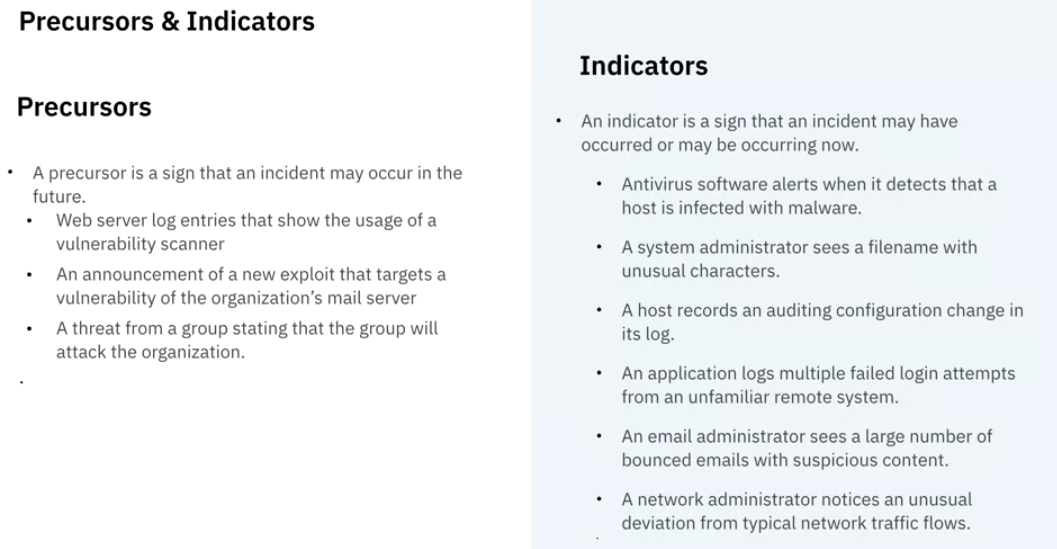 Precursors & Indicators
Precursors
• A precursor is a sign that an incident may occur in the
future.
• Web server log entries that show the usage of a
vulnerability scanner
• An announcement of a new exploit that targets a
vulnerability of the organization's mail server
• A threat from a group stating that the group will
attack the organization.
.
Indicators
• An indicator is a sign that an incident may have
occurred or may be occurring now.
• Antivirus software alerts when it detects that a
host is infected with malware.
• A system administrator sees a filename with
unusual characters.
• A host records an auditing configuration change in
its log.
• An application logs multiple failed login attempts
from an unfamiliar remote system.
• An email administrator sees a large number of
bounced emails with suspicious content.
• A network administrator notices an unusual
deviation from typical network traffic flows.
.